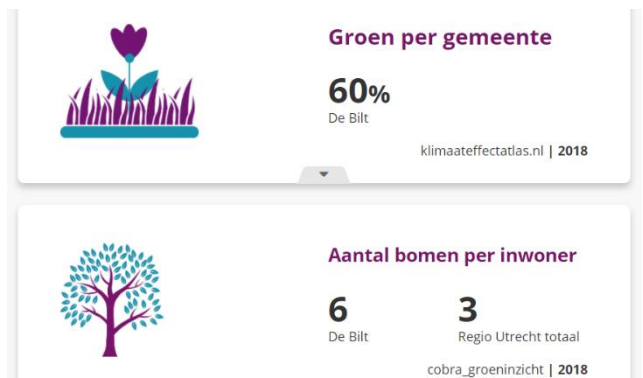 Groen per gemeente
60%
De Bilt
klimaateffectatlas.nl | 2018
Aantal bomen per inwoner
6 3
De Bilt Regio Utrecht totaal
cobra_groeninzicht | 2018